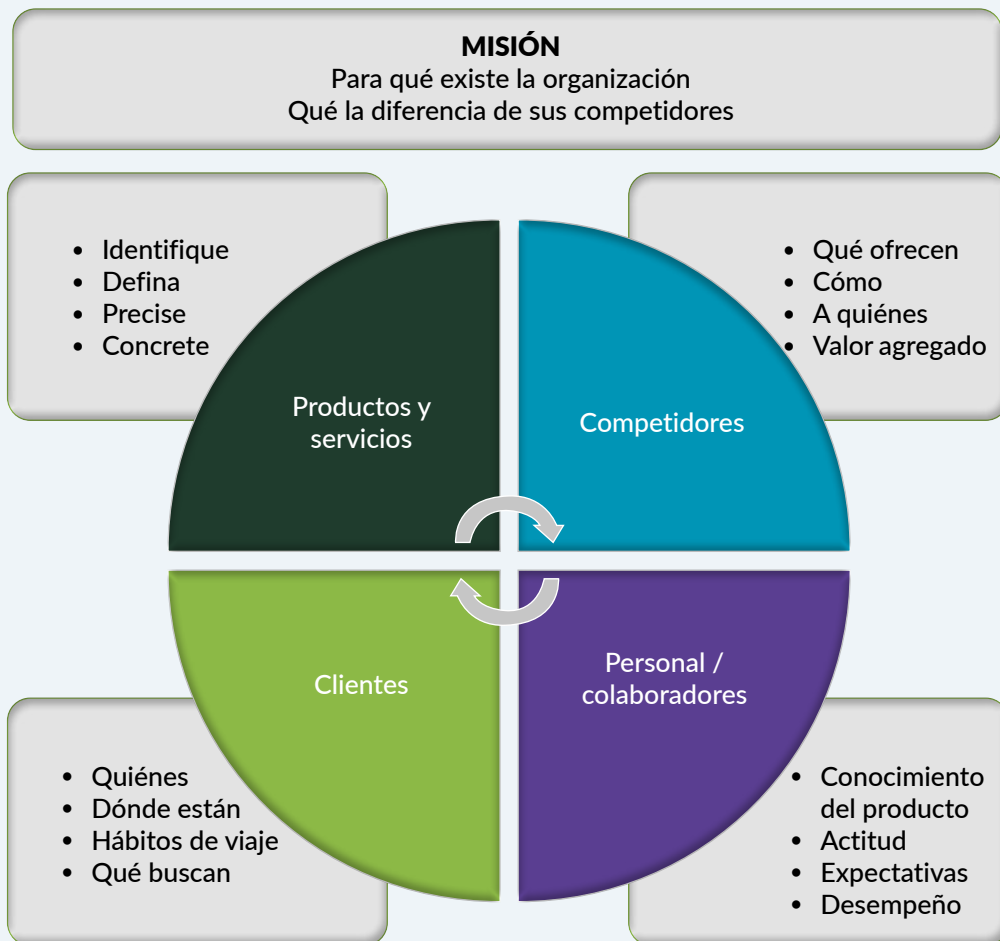 MISIÓN
Para qué existe la organización
Qué la diferencia de sus competidores
• Identifique
• Defina
• Precise
• Concrete
• Qué ofrecen
• Cómo
• A quiénes
• Valor agregado
Productos y
servicios
Competidores
Clientes
Personal /
colaboradores
• Quiénes
• Dónde están
• Hábitos de viaje
• Qué buscan
• Conocimiento
del producto
• Actitud
• Expectativas
• Desempeño